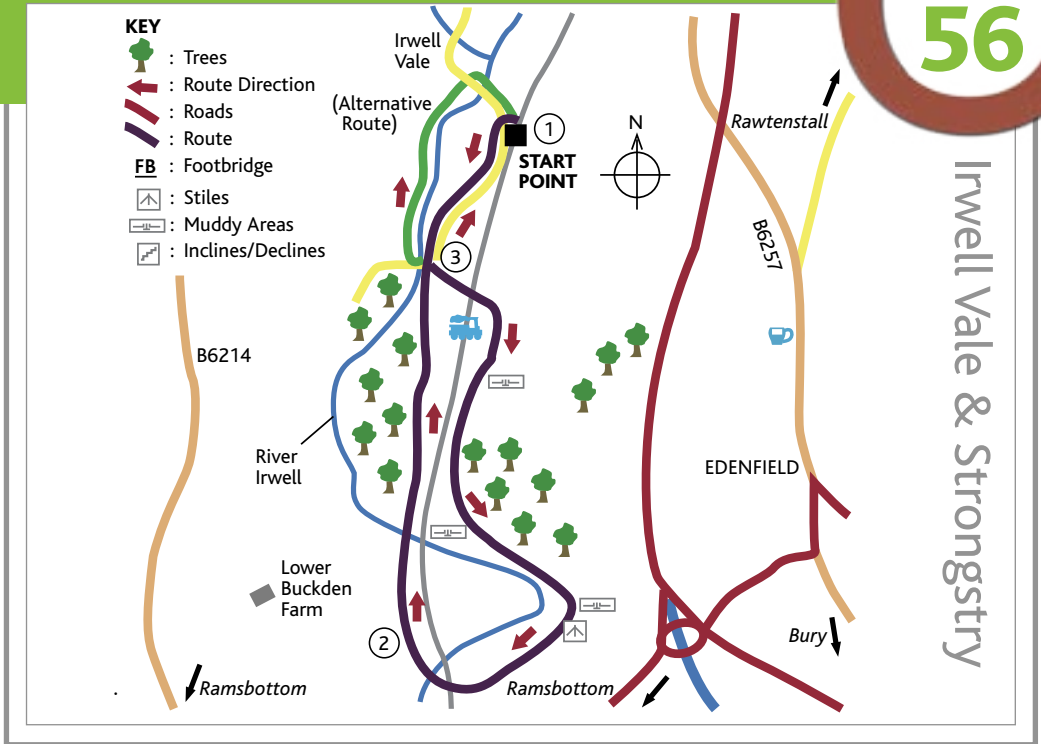 KEY
: Trees
: Route Direction
: Roads
: Route
FB : Footbridge
: Stiles
: Muddy Areas
: Inclines/Declines
Irwell
Vale
(Alternative
Route)
1
START
POINT
N
Rawtenstall
56
B6257
3
B6214
River
Irwell
EDENFIELD
Lower
Buckden
Farm
2
Bury
. Ramsbottom
Ramsbottom
Irwell Vale & Strongstry